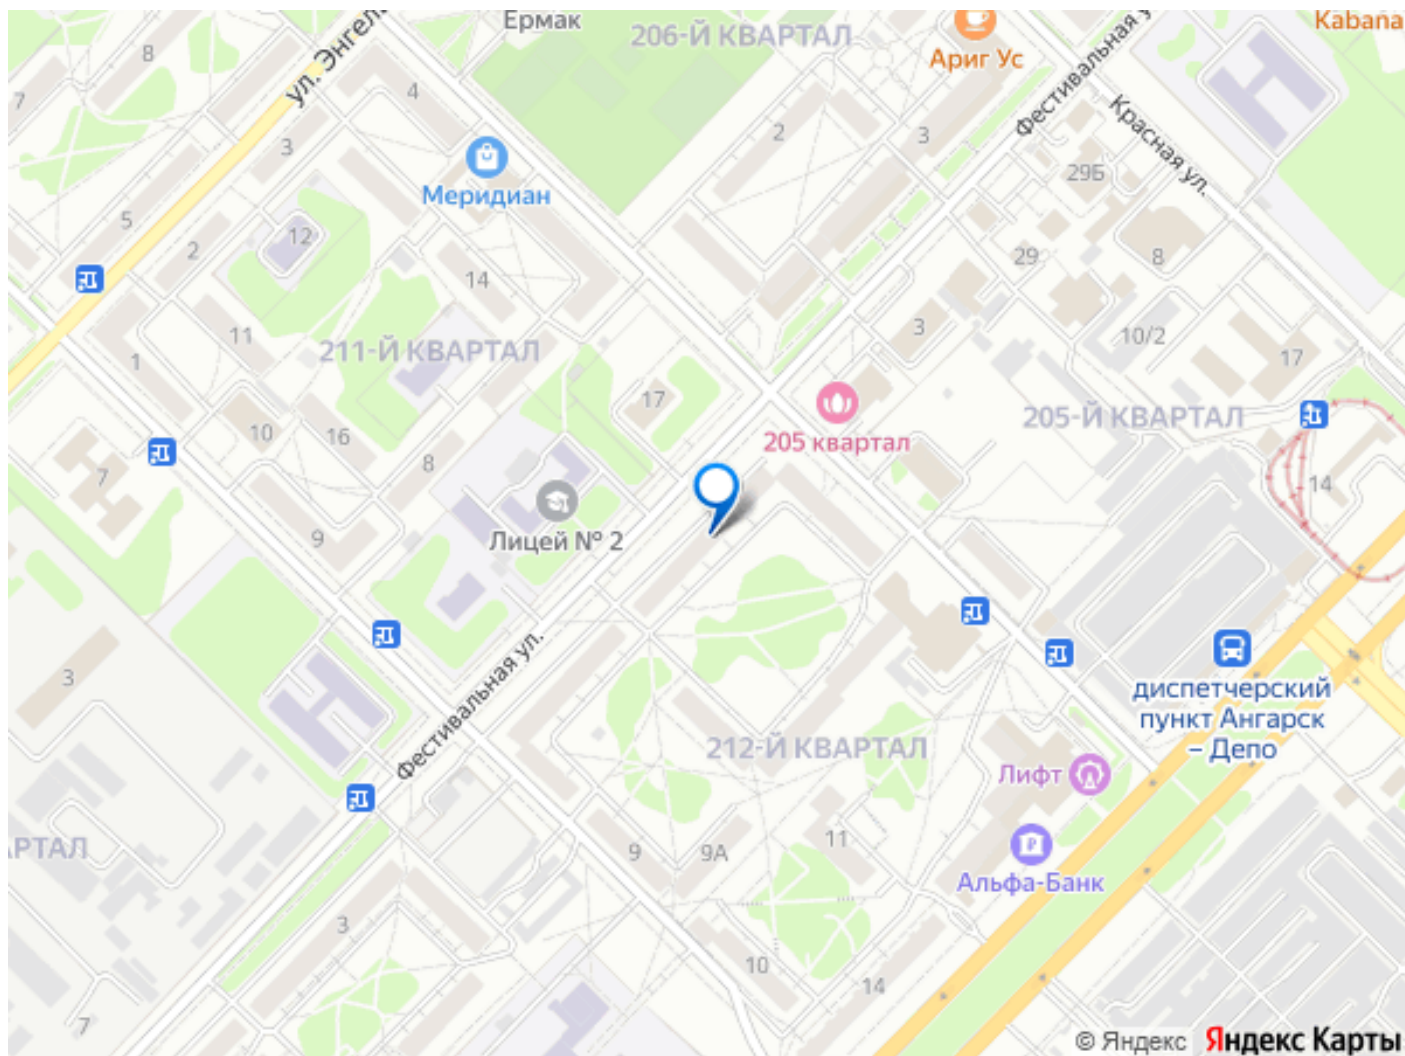 Ермак
206-Й КВАРТАЛ
Kabana
8
ул. Энгель
Ариг Ус
Фестивальная у
7
4
2
3
Красная ул.
3
Меридиан
29Б
5
12
2
14
29
8
11
3
10/2
1
211-Й КВАРТАЛ
17
17
205-Й КВАРТАЛ
10
16
205 квартал
7
8
14
9
Лицей № 2
3
Фестивальная ул.
диспетчерский
пункт Ангарск
– Депо
212-Й КВАРТАЛ
Лифт
РТАЛ
9
9А
11
Альфа-Банк
3
10
14
7
© Яндекс Яндекс Карты